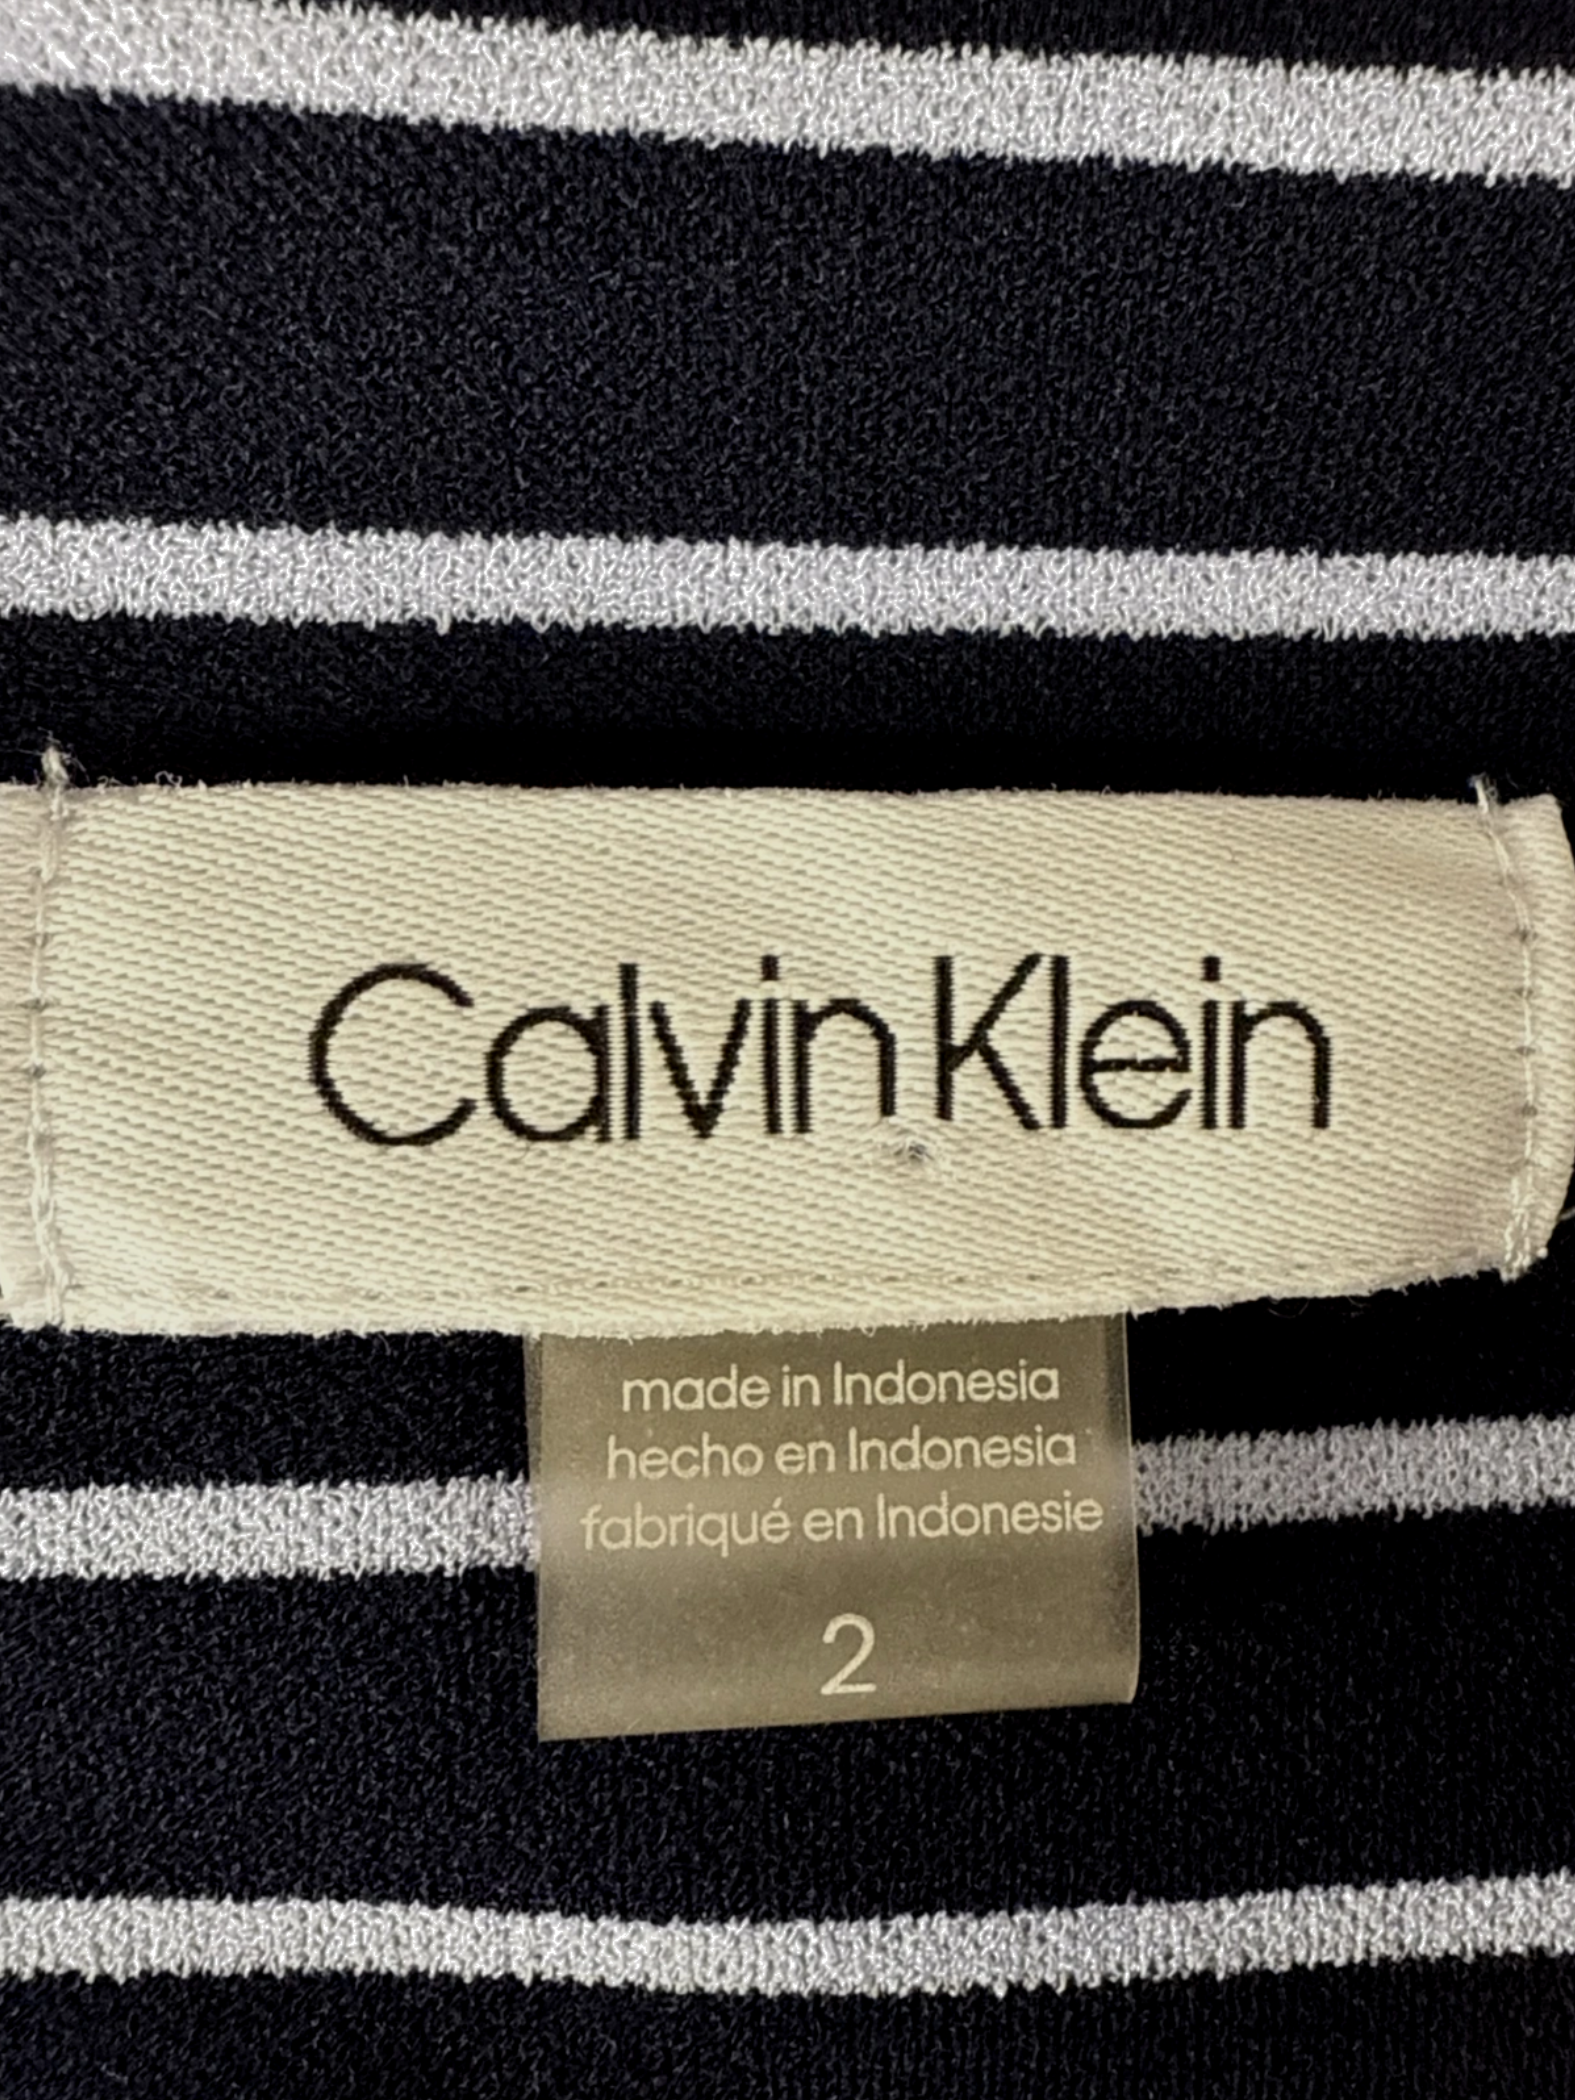 Calvin Klein
made in Indonesia
hecho en Indonesia
fabriqué en Indonesie
2